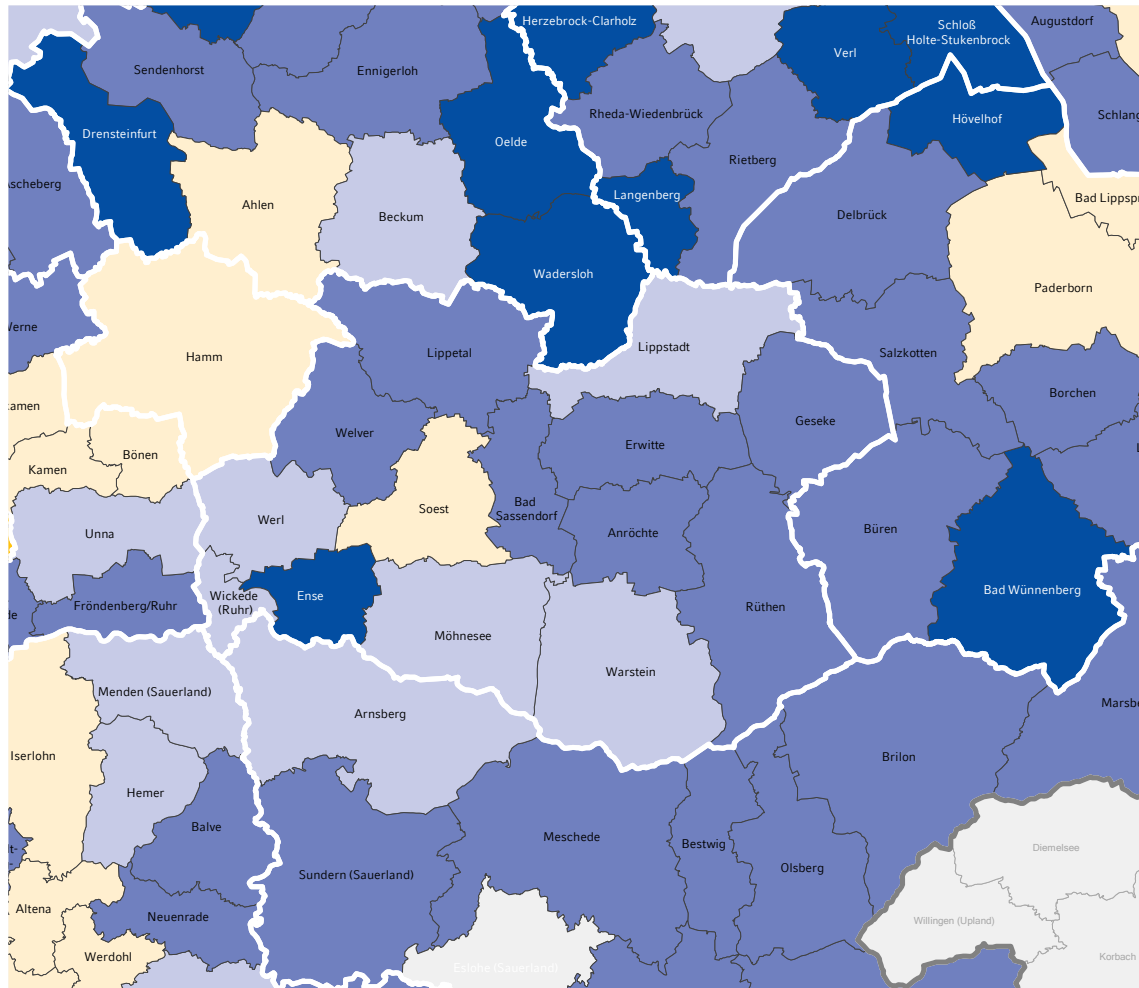 Herzebrock-Clarholz
Schloß
Holte-Stukenbrock
Augustdorf
Verl
Sendenhorst
Ennigerloh
Rheda-Wiedenbrück
Hövelhof
Schlang
Drensteinfurt
Oelde
Rietberg
Ascheberg
Langenberg
Bad Lippspr
Ahlen
Beckum
Delbrück
Wadersloh
Paderborn
Werne
Hamm
Lippetal
Lippstadt
Salzkotten
Borchen
kamen
Geseke
Welver
Erwitte
Bönen
Kamen
Bad
Sassendorf
Soest
Werl
Büren
Unna
Anröchte
Bad Wünnenberg
Wickede
(Ruhr)
Ense
Fröndenberg/Ruhr
Rüthen
de
Möhnesee
Warstein
Menden (Sauerland)
Marsbe
Arnsberg
Iserlohn
Brilon
Hemer
Balve
Meschede
Bestwig
lt-
Diemelsee
Olsberg
Sundern (Sauerland)
Altena
Neuenrade
Willingen (Upland)
Werdohl
Korbach
Eslohe (Sauerland)